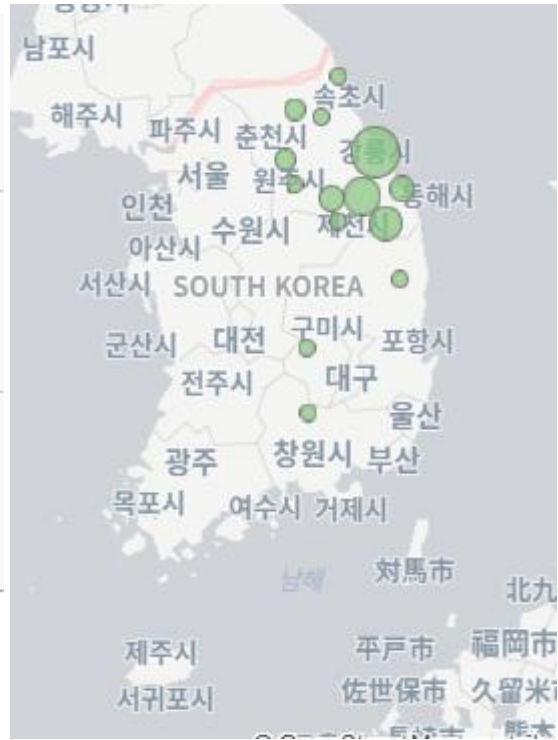 남포시
해주시
파주시
춘천시
속초시
강릉시
서울
원주시
동해시
인천
수원시
제천시
아산시
서산시
SOUTH KOREA
군산시
대전
구미시
포항시
전주시
대구
울산
광주
창원시
부산
목포시
여수시
거제시
남해
対馬市
北九
제주시
平戸市
福岡市
서귀포시
佐世保市
久留米市